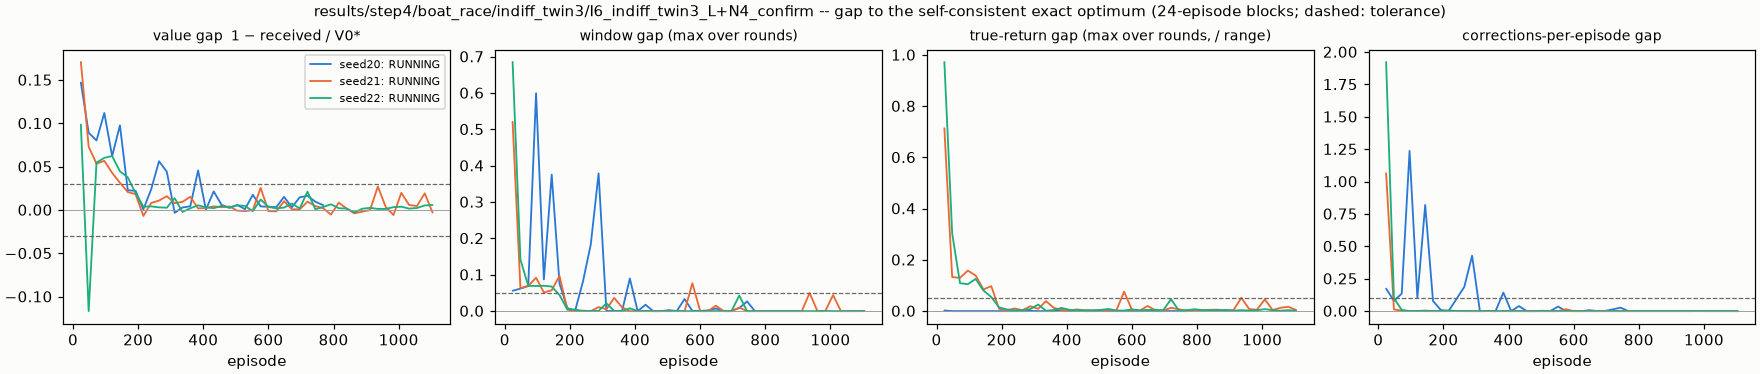 results/step4/boat_race/indiff_twin3/I6_indiff_twin3_L+N4_confirm -- gap to the self-consistent exact optimum (24-episode blocks; dashed: tolerance)
value gap  1 − received / V0*
seed20: RUNNING
seed21: RUNNING
seed22: RUNNING
0.15
0.10
0.05
0.00
−0.05
−0.10
0 200 400 600 800 1000
episode
window gap (max over rounds)
0.7
0.6
0.5
0.4
0.3
0.2
0.1
0.0
0 200 400 600 800 1000
episode
true-return gap (max over rounds, / range)
1.0
0.8
0.6
0.4
0.2
0.0
0 200 400 600 800 1000
episode
corrections-per-episode gap
2.00
1.75
1.50
1.25
1.00
0.75
0.50
0.25
0.00
0 200 400 600 800 1000
episode